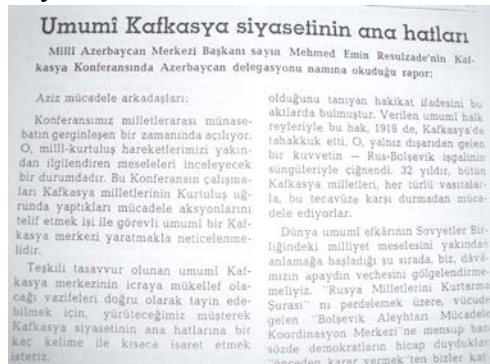 Umumî Kafkasya siyasetinin ana hatları
Millî Azerbaycan Merkezi Başkanı sayın Mehmed Emin Resulzade'nin Kaf-
kasya Konferansında Azerbaycan delegasyonu namına okuduğu rapor:
Aziz mücadele arkadaşları:
Konferansımız milletlerarası münase-
batın gerginleşen bir zamanında açılıyor.
O, millî-kurtuluş hareketlerimizi yakın-
dan ilgilendiren meseleleri inceleyecek
bir durumdadır. Bu Konferansın çalışma-
ları Kafkasya milletlerinin Kurtuluş uğ-
runda yaptıkları mücadele aksyonlarını
telif etmek işi ile görevli umumî bir Kaf-
kasya merkezi yaratmakla neticelenme-
lidir.
Teşkili tasavvur olunan umumî Kaf-
kasya merkezinin icraya mükellef ola-
cağı vazifeleri doğru olarak tayin ede-
bilmek için, yürüteceğimiz müşterek
Kafkasya siyasetinin ana hatlarına bir
kaç kelime ile kısaca işaret etmek
isteriz.
olduğunu tanıyan hakikat ifadesini bu
aktlarda bulmuştur. Verilen umumî halk
reyleriyle bu hak, 1918 de, Kafkasya'da
tahakkuk etti. O, yalnız dışarıdan gelen
bir kuvvetin — Rus-Bolşevik işgalinin
süngüleriyle çiğnendi. 32 yıldır, bütün
Kafkasya milletleri, her türlü vasıtalar-
la, bu tecavüze karşı durmadan müca-
dele ediyorlar.
Dünya umumî efkârının Sovyetler Bir-
liğindeki milliyet meselesini yakından
anlamağa başladığı şu sırada, biz, dâvâ-
mızın apaydın veçhesini gölgelendirme-
meliyiz. "Rusya Milletlerini Kurtarma
Şurası" nı perdelemek üzere, vücude
gelen "Bolşevik Aleyhtarı Mücadele
Koordinasyon Merkezi"ne mensup bazı
sözde demokratların hicap duydukları
"önceden karar vermek"ten bizler kat